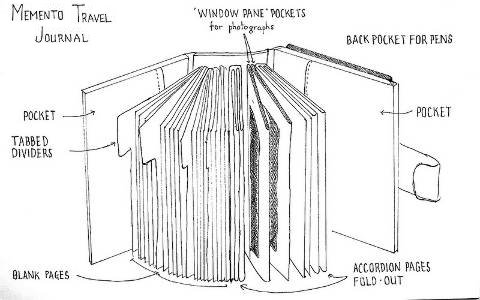 MEMENTO TRAVEL
JOURNAL
"WINDOW PANE" POCKETS
for photographs
BACK POCKET FOR PENS
POCKET
POCKET
TABBED
DIVIDERS
BLANK PAGES
ACCORDION PAGES
FOLD-OUT